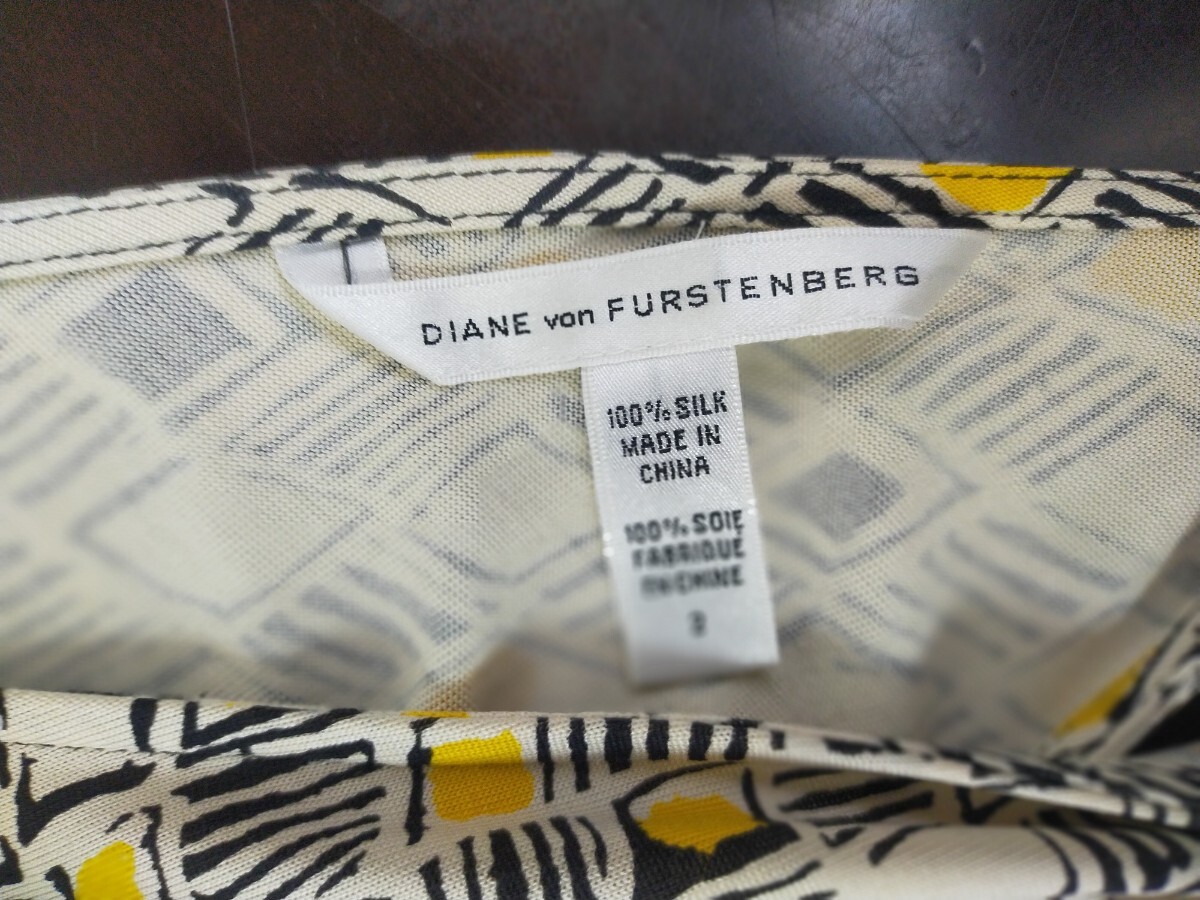 DIANE von FURSTENBERG
100% SILK
MADE IN
CHINA
100% SOIE
FABRIQUE
EN CHINE